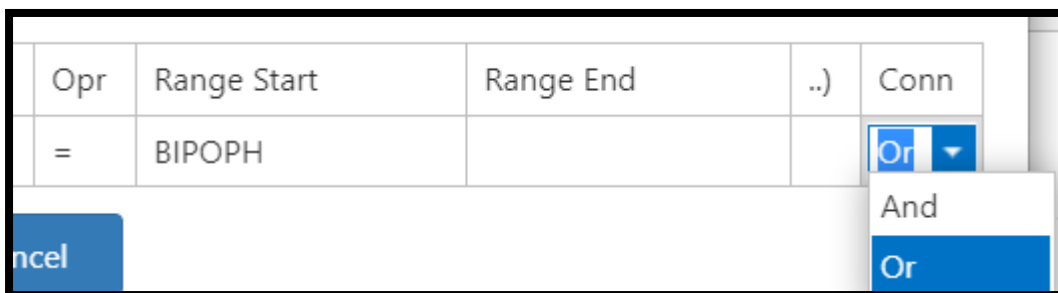 Opr Range Start Range End ..) Conn
= BIPOPH Or
And
ncel Or